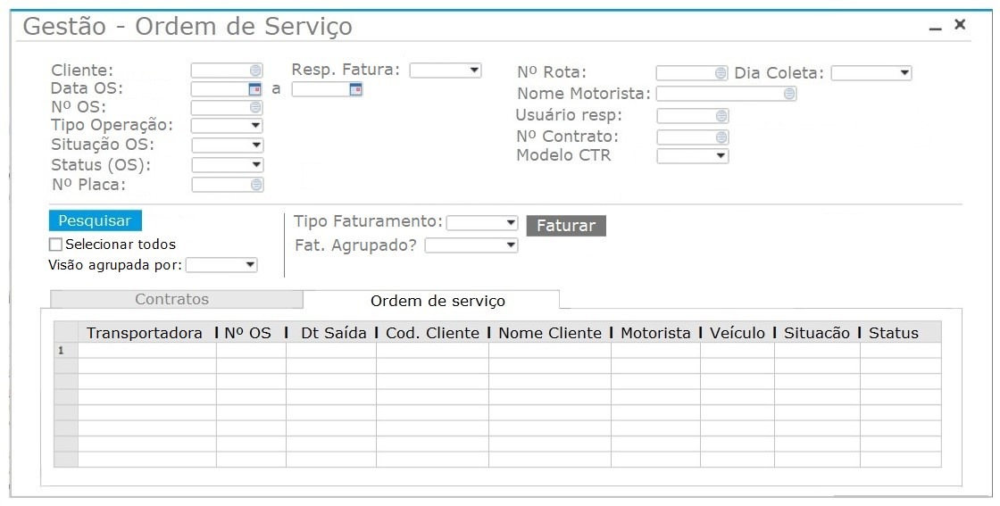 Gestão - Ordem de Serviço
Cliente: Resp. Fatura: Nº Rota: Dia Coleta:
Data OS: a Nome Motorista:
Nº OS: Usuário resp:
Tipo Operação: Nº Contrato:
Situação OS: Modelo CTR
Status (OS):
Nº Placa:
Pesquisar Tipo Faturamento: Faturar
Selecionar todos Fat. Agrupado?
Visão agrupada por:
Contratos Ordem de serviço
Transportadora Nº OS Dt Saída Cod. Cliente Nome Cliente Motorista Veículo Situacão Status
1